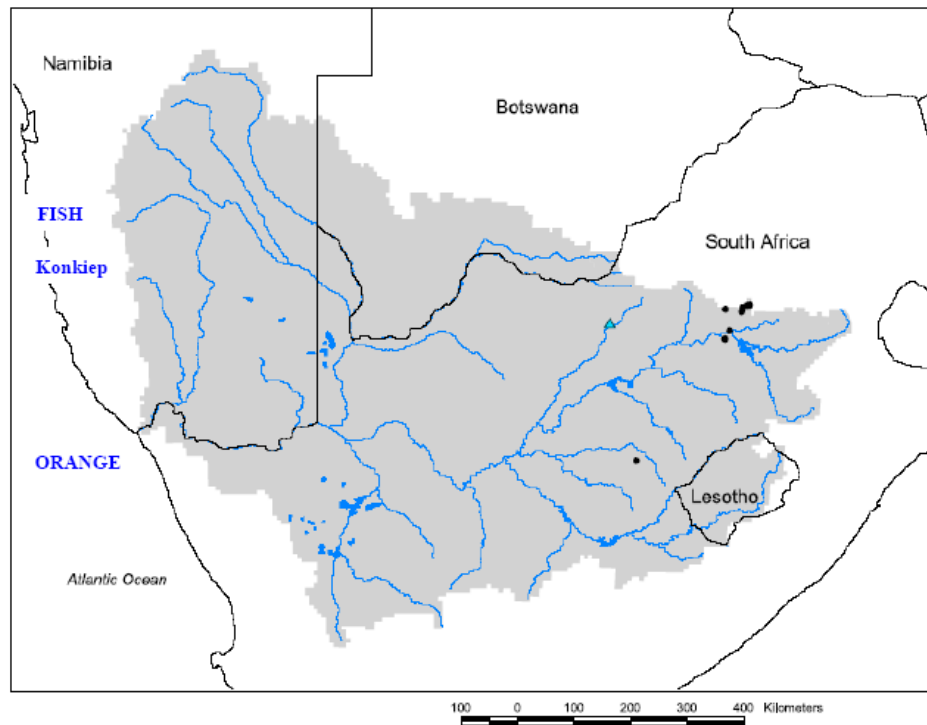 Namibia
Botswana
FISH
South Africa
Konkiep
ORANGE
Lesotho
Atlantic Ocean
100 0 100 200 300 400 Kilometers